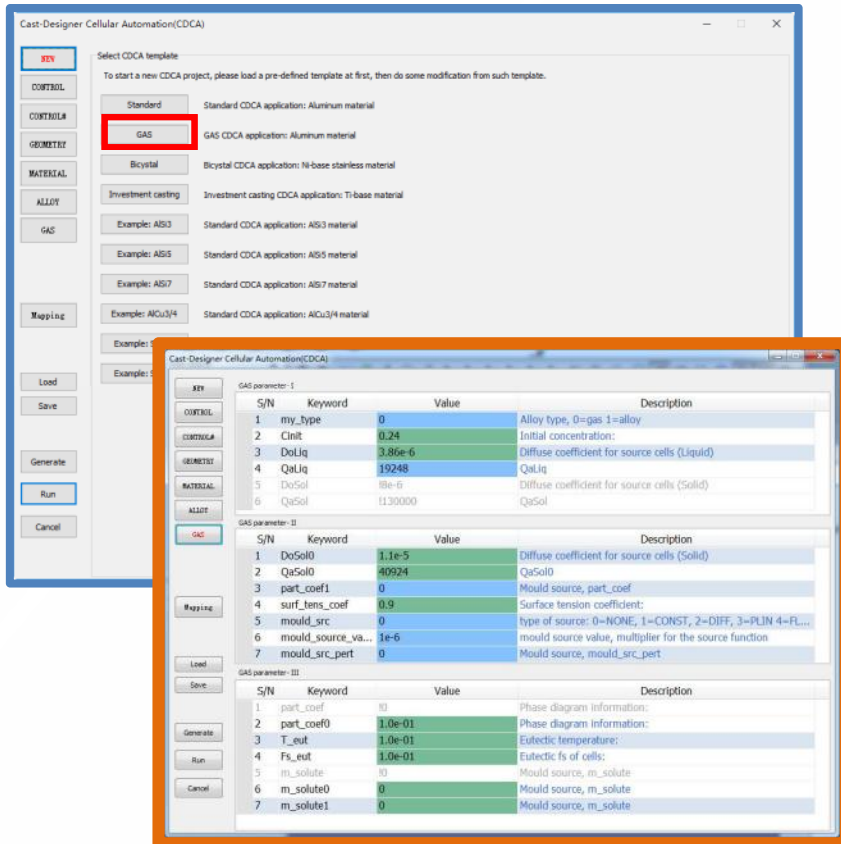 Cast-Designer Cellular Automation(CDCA)
NEW
CONTROL
CONTROL#
GEOMETRY
MATERIAL
ALLOY
GAS
Mapping
Load
Save
Generate
Run
Cancel
Select CDCA template
To start a new CDCA project, please load a pre-defined template at first, then do some modification from such template.
Standard Standard CDCA application: Aluminum material
GAS GAS CDCA application: Aluminum material
Bicystal Bicystal CDCA application: Ni-base stainless material
Investment casting Investment casting CDCA application: Ti-base material
Example: AlSi3 Standard CDCA application: AlSi3 material
Example: AlSi5 Standard CDCA application: AlSi5 material
Example: AlSi7 Standard CDCA application: AlSi7 material
Example: AlCu3/4 Standard CDCA application: AlCu3/4 material
Example:
Example:
Cast-Designer Cellular Automation(CDCA)
NEW
CONTROL
CONTROL#
GEOMETRY
MATERIAL
ALLOY
GAS
Mapping
Load
Save
Generate
Run
Cancel
GAS parameter- I
S/N Keyword Value Description
1 my_type 0 Alloy type, 0=gas 1=alloy
2 Cinit 0.24 Initial concentration:
3 DoLiq 3.86e-6 Diffuse coefficient for source cells (Liquid)
4 QaLiq 19248 QaLiq
5 DoSol !8e-6 Diffuse coefficient for source cells (Solid)
6 QaSol !130000 QaSol
GAS parameter- II
S/N Keyword Value Description
1 DoSol0 1.1e-5 Diffuse coefficient for source cells (Solid)
2 QaSol0 40924 QaSol0
3 part_coef1 0 Mould source, part_coef
4 surf_tens_coef 0.9 Surface tension coefficient:
5 mould_src 0 type of source: 0=NONE, 1=CONST, 2=DIFF, 3=PLIN 4=FL...
6 mould_source_va... 1e-6 mould source value, multiplier for the source function
7 mould_src_pert 0 Mould source, mould_src_pert
GAS parameter- III
S/N Keyword Value Description
1 part_coef !0 Phase diagram information:
2 part_coef0 1.0e-01 Phase diagram information:
3 T_eut 1.0e-01 Eutectic temperature:
4 Fs_eut 1.0e-01 Eutectic fs of cells:
5 m_solute !0 Mould source, m_solute
6 m_solute0 0 Mould source, m_solute
7 m_solute1 0 Mould source, m_solute